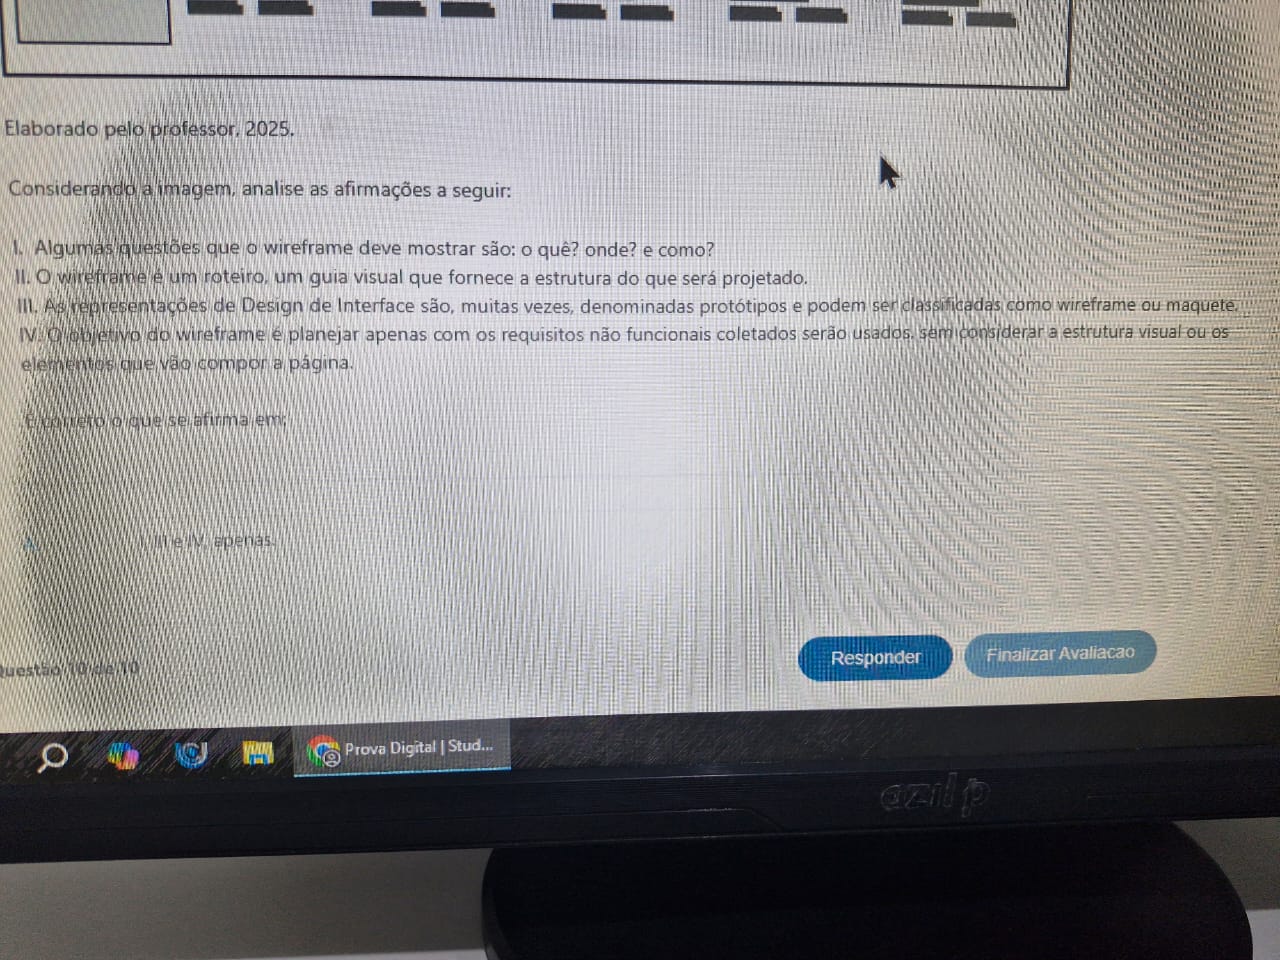 Elaborado pelo professor, 2025.
Considerando a imagem, analise as afirmações a seguir:
I. Algumas questões que o wireframe deve mostrar são: o quê? onde? e como?
II. O wireframe é um roteiro, um guia visual que fornece a estrutura do que será projetado.
III. As representações de Design de Interface são, muitas vezes, denominadas protótipos e podem ser classificadas como wireframe ou maquete.
IV. O objetivo do wireframe é planejar apenas com os requisitos não funcionais coletados serão usados, sem considerar a estrutura visual ou os
elementos que vão compor a página.
É correto o que se afirma em:
III e IV, apenas.
Questão 10 de 10
Responder
Finalizar Avaliacao
Prova Digital | Stud...